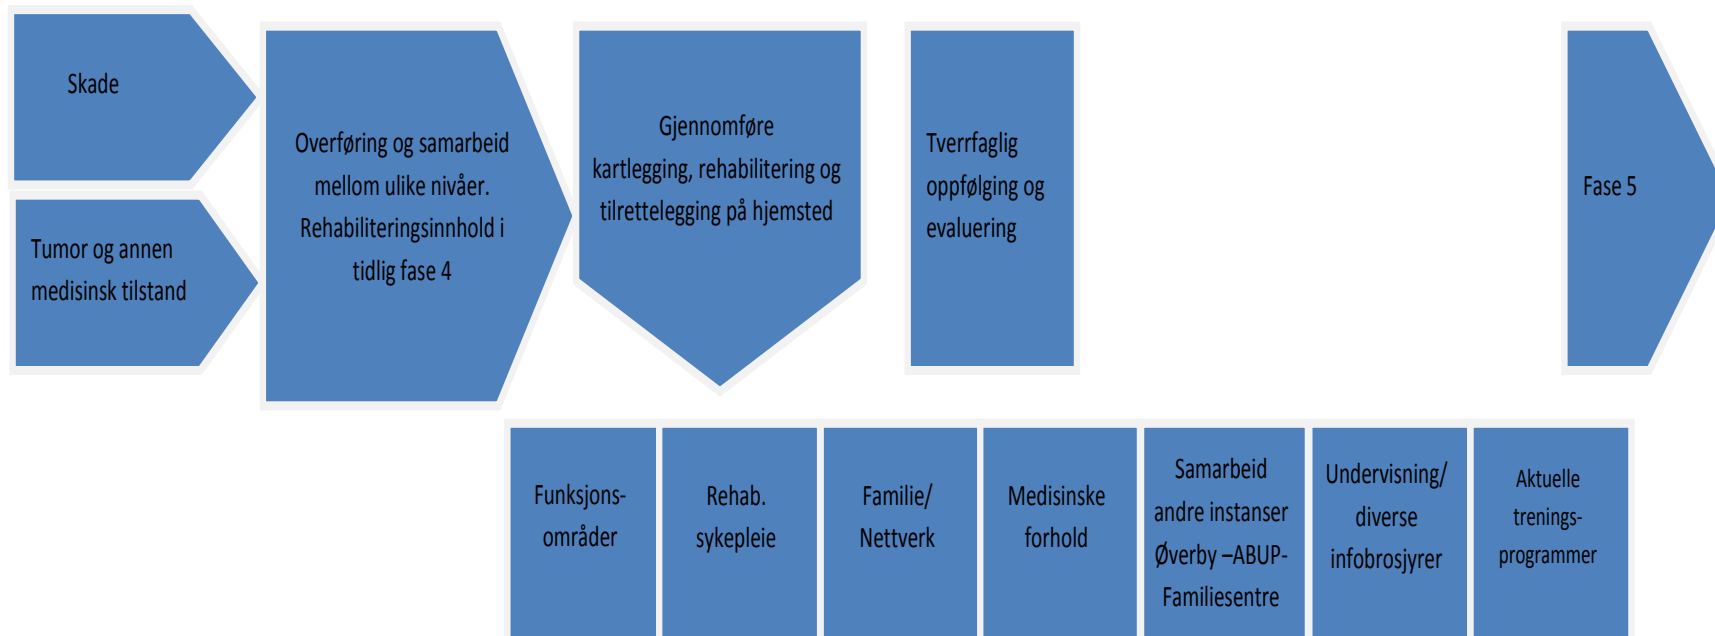 Skade
Tumor og annen
medisinsk tilstand
Overføring og samarbeid
mellom ulike nivåer.
Rehabiliteringsinnhold i
tidlig fase 4
Gjennomføre
kartlegging, rehabilitering og
tilrettelegging på hjemsted
Tverrfaglig
oppfølging og
evaluering
Fase 5
Funksjons-
områder
Rehab.
sykepleie
Familie/
Nettverk
Medisinske
forhold
Samarbeid
andre instanser
Øverby –ABUP-
Familiesentre
Undervisning/
diverse
infobrosjyrer
Aktuelle
trenings-
programmer